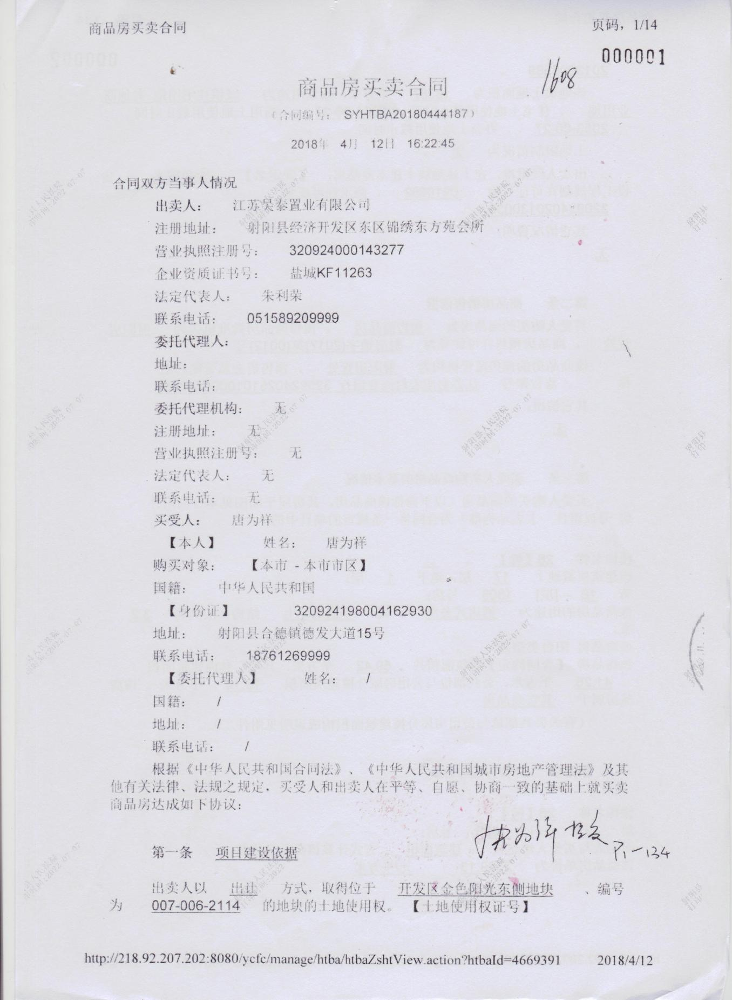 商品房买卖合同
页码，1/14
000001
1608
商品房买卖合同
（合同编号： SYHTBA20180444187）
2018年 4月 12日 16:22:45
合同双方当事人情况
出卖人： 江苏昊泰置业有限公司
注册地址： 射阳县经济开发区东区锦绣东方苑会所
营业执照注册号： 320924000143277
企业资质证书号： 盐城KF11263
法定代表人： 朱利荣
联系电话： 051589209999
委托代理人：
地址：
联系电话：
委托代理机构： 无
注册地址： 无
营业执照注册号： 无
法定代表人： 无
联系电话： 无
买受人： 唐为祥
【本人】 姓名： 唐为祥
购买对象： 【本市 - 本市市区】
国籍： 中华人民共和国
【身份证】 320924198004162930
地址： 射阳县合德镇德发大道15号
联系电话： 18761269999
【委托代理人】 姓名： /
国籍： /
地址： /
联系电话： /
根据《中华人民共和国合同法》、《中华人民共和国城市房地产管理法》及其
他有关法律、法规之规定，买受人和出卖人在平等、自愿、协商一致的基础上就买卖
商品房达成如下协议：
P1-134
第一条 项目建设依据
出卖人以 出让 方式，取得位于 开发区金色阳光东侧地块 、编号
为 007-006-2114 的地块的土地使用权。【土地使用权证号】
http://218.92.207.202:8080/ycfc/manage/htba/htbaZshtView.action?htbaId=4669391
2018/4/12
射阳县人民法院
打印时间:2022-07-07